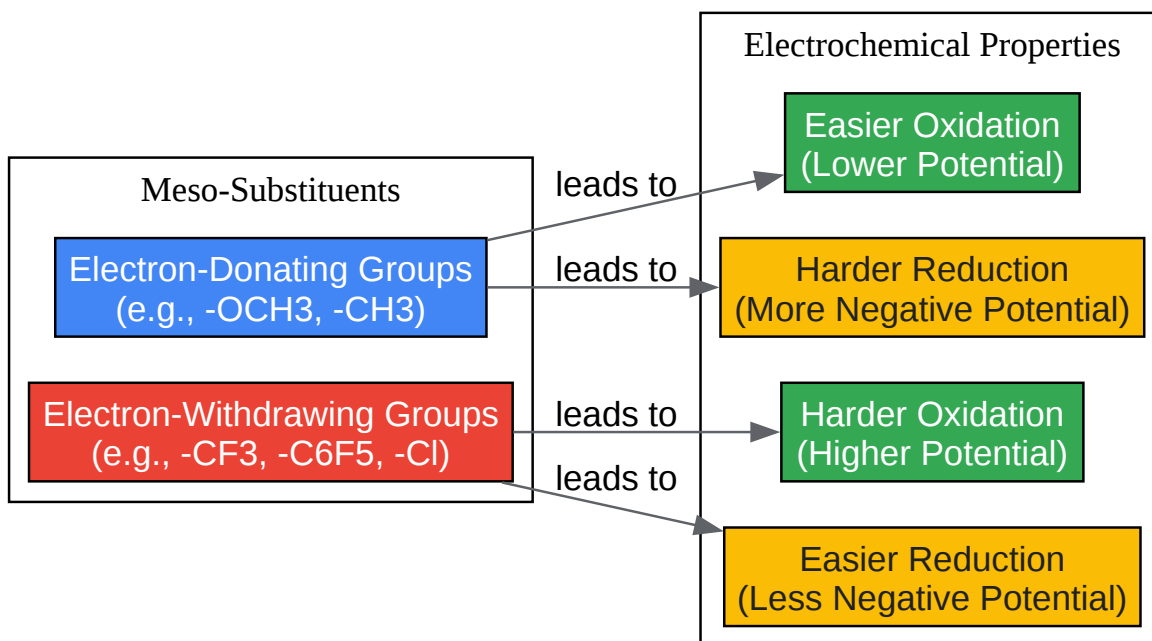 Meso-Substituents
Electron-Donating Groups
(e.g., -OCH3, -CH3)
Electron-Withdrawing Groups
(e.g., -CF3, -C6F5, -Cl)
leads to
leads to
leads to
leads to
Electrochemical Properties
Easier Oxidation
(Lower Potential)
Harder Reduction
(More Negative Potential)
Harder Oxidation
(Higher Potential)
Easier Reduction
(Less Negative Potential)